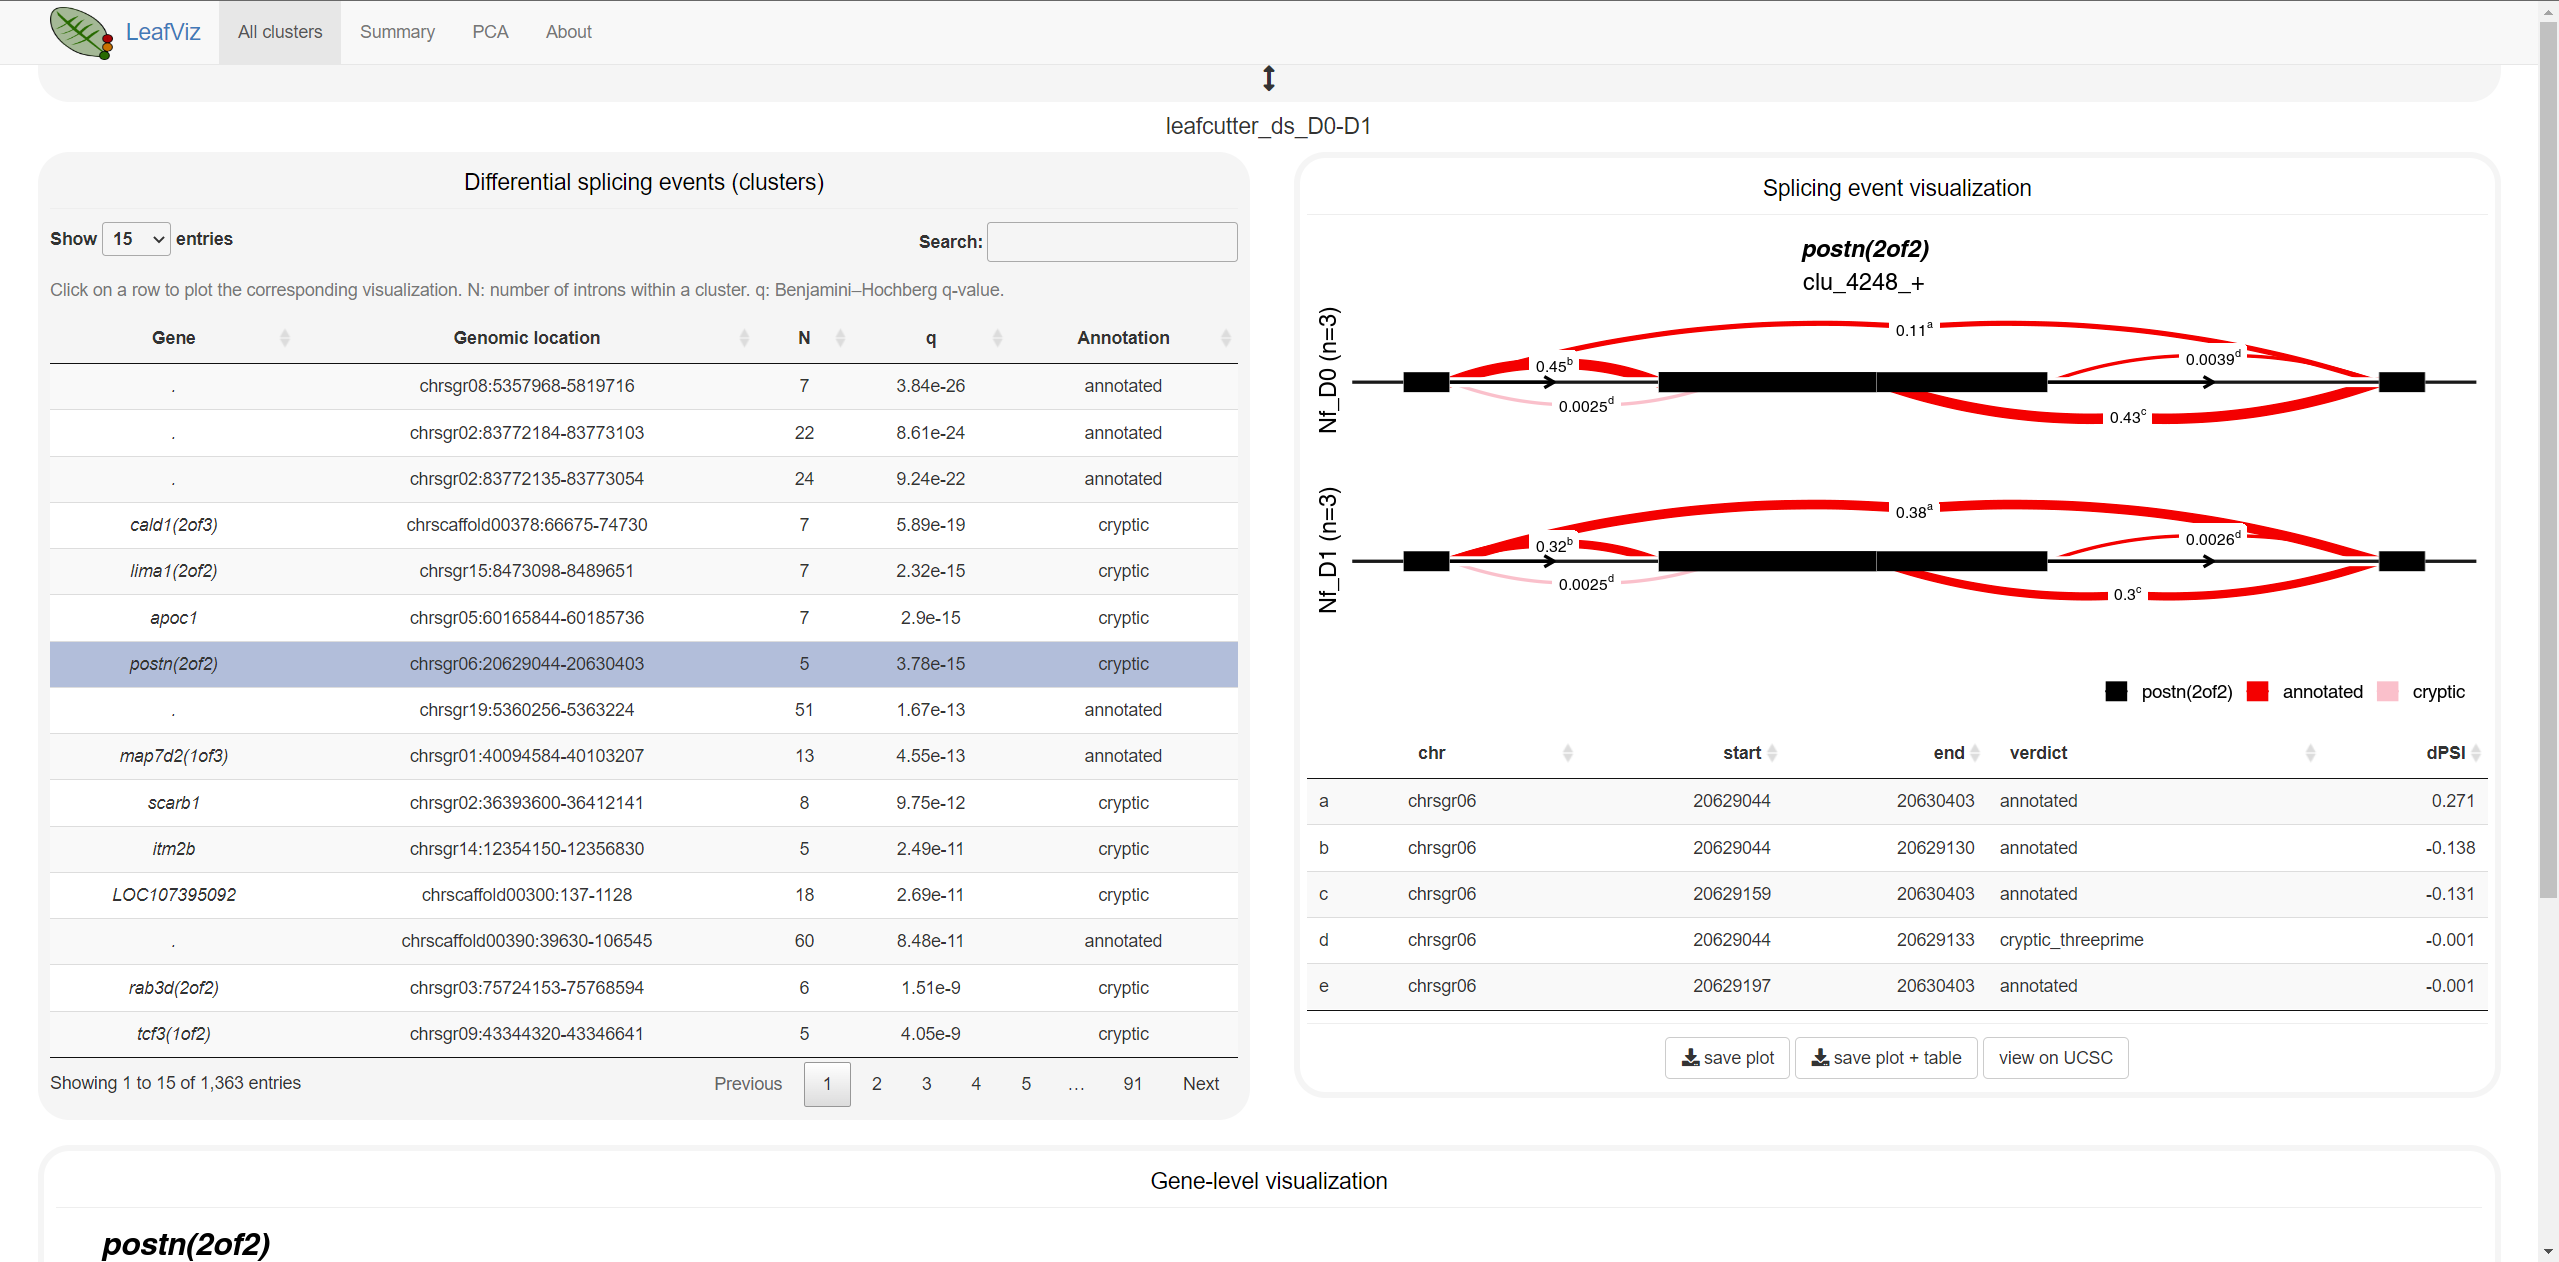 LeafViz All clusters Summary PCA About
leafcutter_ds_D0-D1
Differential splicing events (clusters)
Show 15 entries Search:
Click on a row to plot the corresponding visualization. N: number of introns within a cluster. q: Benjamini–Hochberg q-value.
Gene Genomic location N q Annotation
. chrsgr08:5357968-5819716 7 3.84e-26 annotated
. chrsgr02:83772184-83773103 22 8.61e-24 annotated
. chrsgr02:83772135-83773054 24 9.24e-22 annotated
cald1(2of3) chrscaffold00378:66675-74730 7 5.89e-19 cryptic
lima1(2of2) chrsgr15:8473098-8489651 7 2.32e-15 cryptic
apoc1 chrsgr05:60165844-60185736 7 2.9e-15 cryptic
postn(2of2) chrsgr06:20629044-20630403 5 3.78e-15 cryptic
. chrsgr19:5360256-5363224 51 1.67e-13 annotated
map7d2(1of3) chrsgr01:40094584-40103207 13 4.55e-13 annotated
scarb1 chrsgr02:36393600-36412141 8 9.75e-12 cryptic
itm2b chrsgr14:12354150-12356830 5 2.49e-11 cryptic
LOC107395092 chrscaffold00300:137-1128 18 2.69e-11 cryptic
. chrscaffold00390:39630-106545 60 8.48e-11 annotated
rab3d(2of2) chrsgr03:75724153-75768594 6 1.51e-9 cryptic
tcf3(1of2) chrsgr09:43344320-43346641 5 4.05e-9 cryptic
Showing 1 to 15 of 1,363 entries Previous 1 2 3 4 5 … 91 Next
Splicing event visualization
postn(2of2)
clu_4248_+
Nf_D0 (n=3)
0.11a
0.45b 0.0039d
0.0025d 0.43c
Nf_D1 (n=3)
0.38a
0.32b 0.0026d
0.0025d 0.3c
postn(2of2) annotated cryptic
chr start end verdict dPSI
a chrsgr06 20629044 20630403 annotated 0.271
b chrsgr06 20629044 20629130 annotated -0.138
c chrsgr06 20629159 20630403 annotated -0.131
d chrsgr06 20629044 20629133 cryptic_threeprime -0.001
e chrsgr06 20629197 20630403 annotated -0.001
save plot save plot + table view on UCSC
Gene-level visualization
postn(2of2)